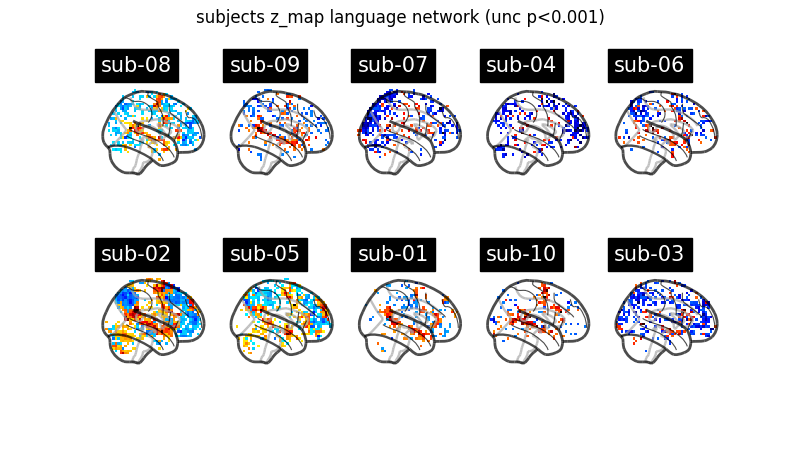 subjects z_map language network (unc p<0.001)
sub-08
sub-09
sub-07
sub-04
sub-06
sub-02
sub-05
sub-01
sub-10
sub-03